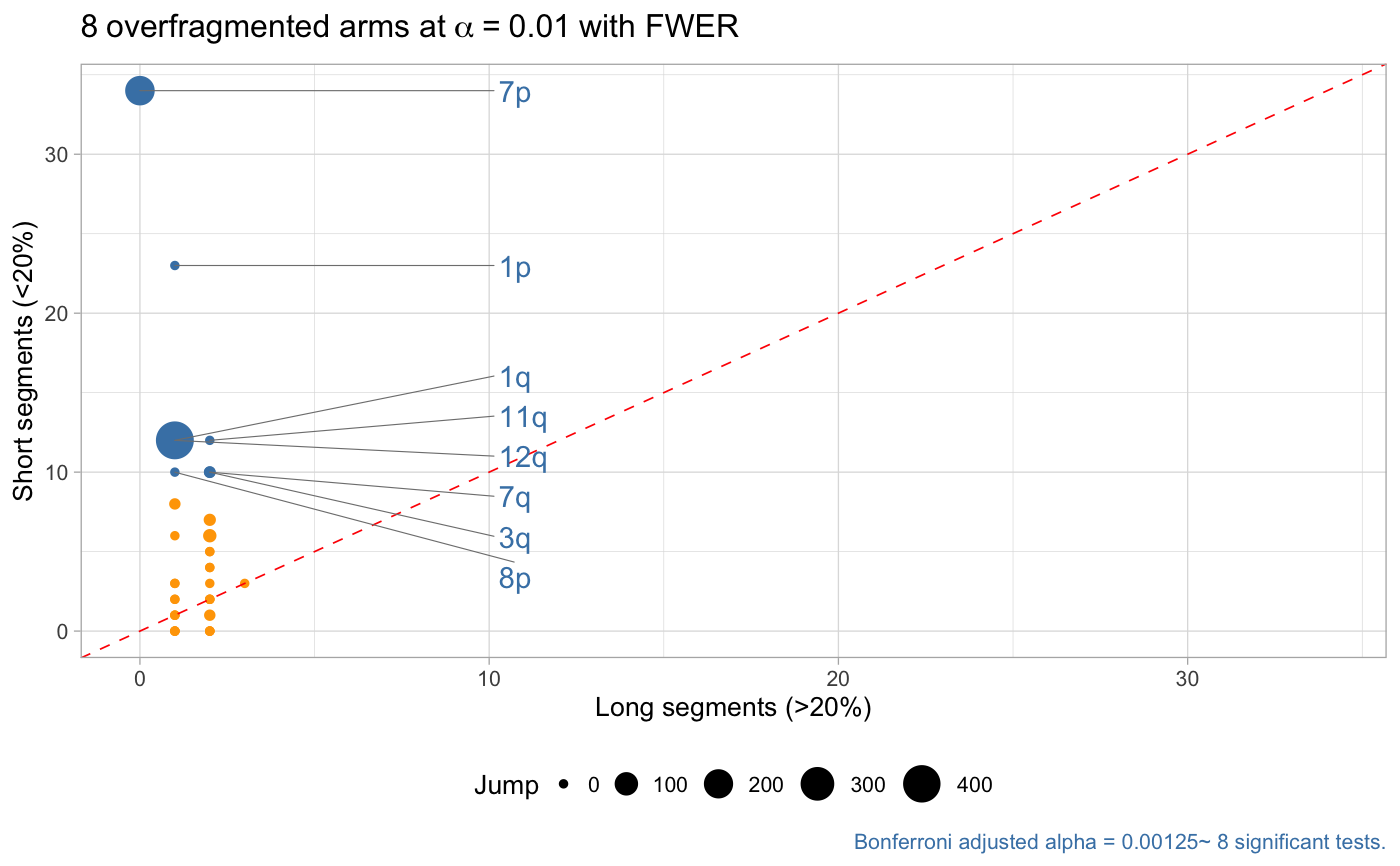 8 overfragmented arms at α = 0.01 with FWER
Short segments (<20%)
30
20
10
0
7p
1p
1q
11q
12q
7q
3q
8p
0 10 20 30
Long segments (>20%)
Jump 0 100 200 300 400
Bonferroni adjusted alpha = 0.00125~ 8 significant tests.